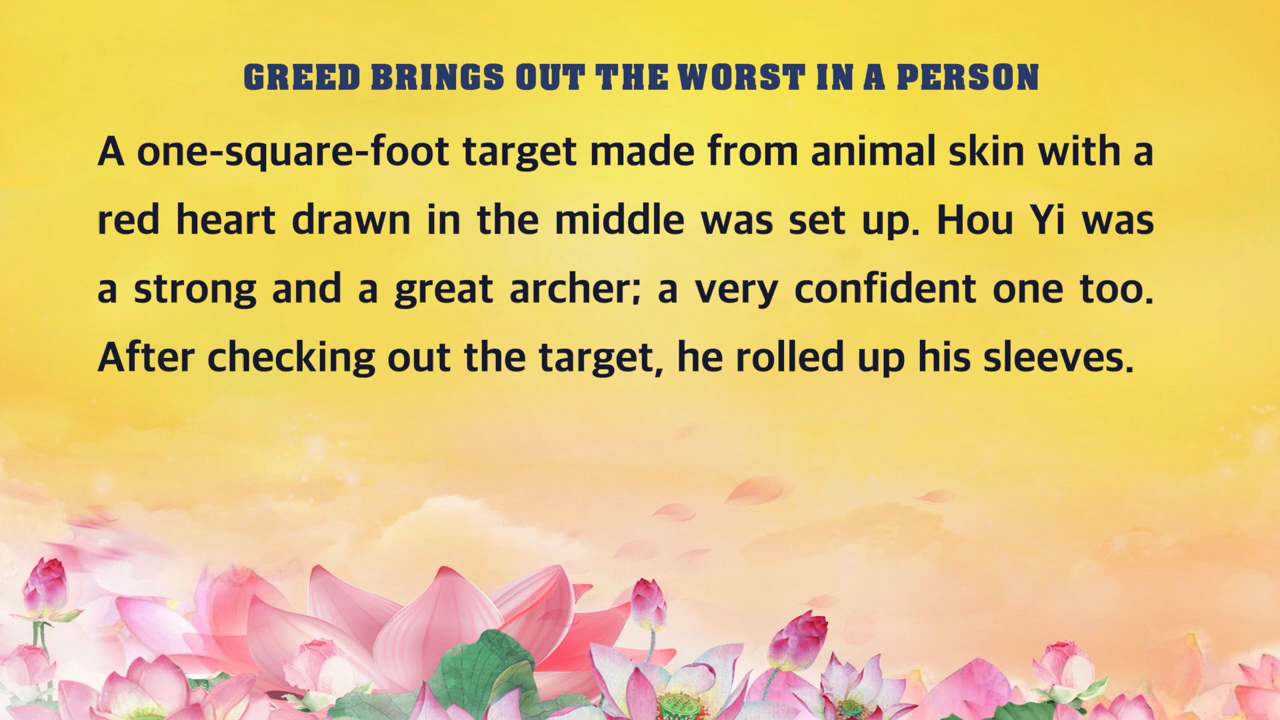 GREED BRINGS OUT THE WORST IN A PERSON
A one-square-foot target made from animal skin with a
red heart drawn in the middle was set up. Hou Yi was
a strong and a great archer; a very confident one too.
After checking out the target, he rolled up his sleeves.